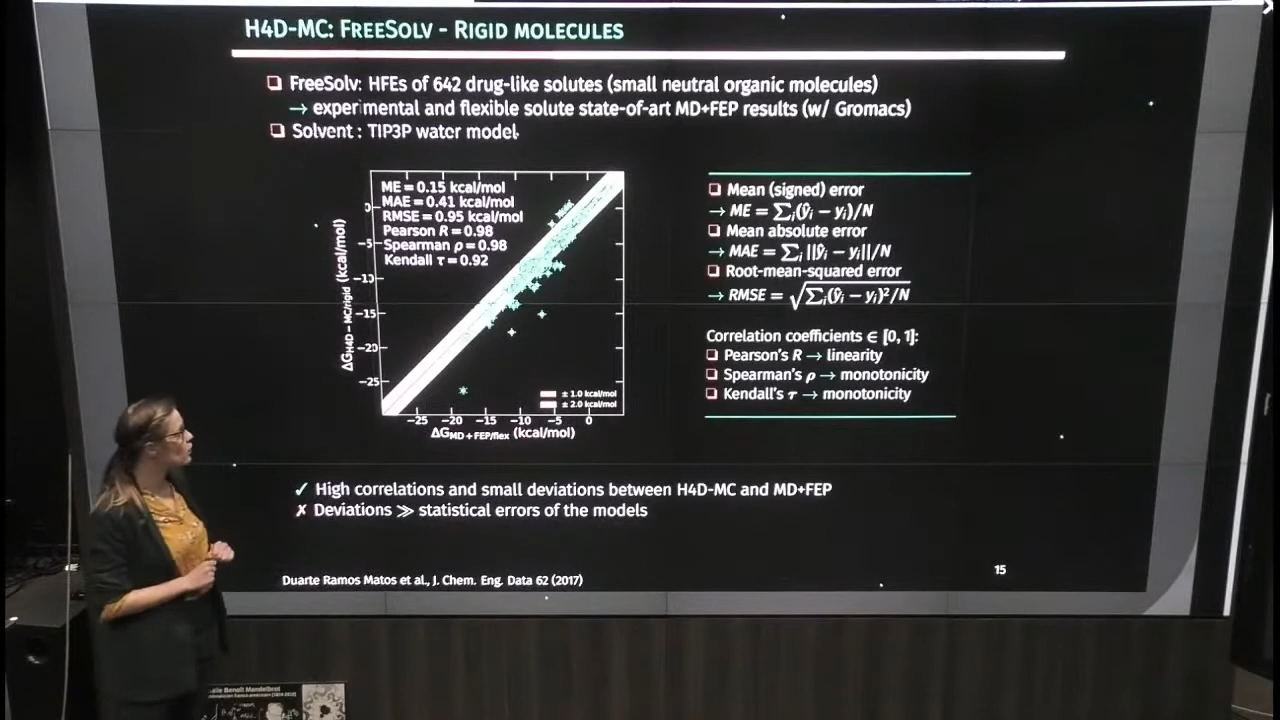 H4D-MC: FREESOLV - RIGID MOLECULES
❏ FreeSolv: HFEs of 642 drug-like solutes (small neutral organic molecules)
→ experimental and flexible solute state-of-art MD+FEP results (w/ Gromacs)
❏ Solvent : TIP3P water model
ME = 0.15 kcal/mol
MAE = 0.41 kcal/mol
RMSE = 0.95 kcal/mol
Pearson R = 0.98
Spearman ρ = 0.98
Kendall τ = 0.92
ΔG_H4D−MC/rigid (kcal/mol)
0
−5
−10
−15
−20
−25
± 1.0 kcal/mol
± 2.0 kcal/mol
−25 −20 −15 −10 −5 0
ΔG_MD+FEP/flex (kcal/mol)
❏ Mean (signed) error
→ ME = ∑ᵢ(ŷᵢ − yᵢ)/N
❏ Mean absolute error
→ MAE = ∑ᵢ ||ŷᵢ − yᵢ||/N
❏ Root-mean-squared error
→ RMSE = √∑ᵢ(ŷᵢ − yᵢ)²/N
Correlation coefficients ∈ [0, 1]:
❏ Pearson's R → linearity
❏ Spearman's ρ → monotonicity
❏ Kendall's τ → monotonicity
✓ High correlations and small deviations between H4D-MC and MD+FEP
✗ Deviations ≫ statistical errors of the models
Duarte Ramos Matos et al., J. Chem. Eng. Data 62 (2017)
15
Benoît Mandelbrot